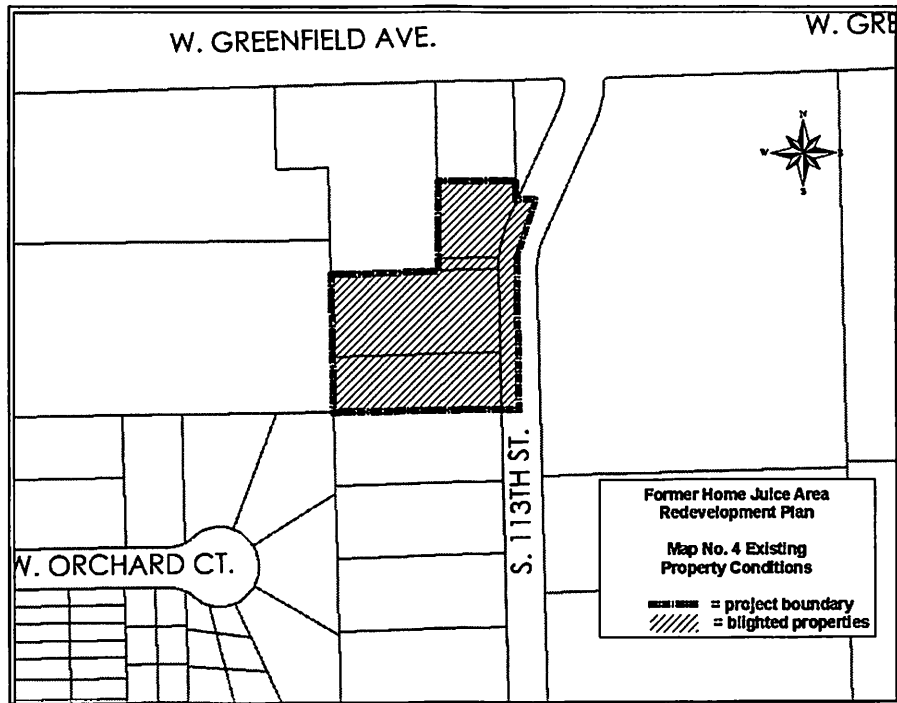 W. GREENFIELD AVE.
W. GRE
N
W
S
S. 113TH ST.
W. ORCHARD CT.
Former Home Juice Area
Redevelopment Plan
Map No. 4 Existing
Property Conditions
= project boundary
= blighted properties